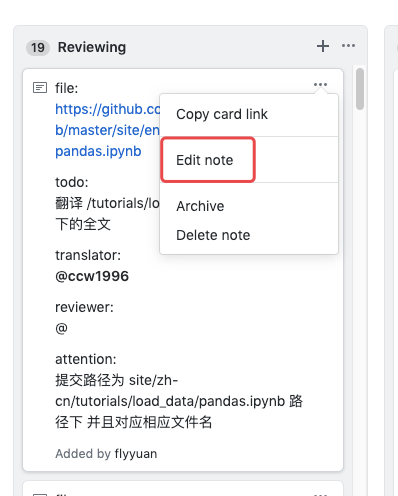 19 Reviewing
file:
https://github.co
b/master/site/en
pandas.ipynb
Copy card link
Edit note
Archive
Delete note
todo:
翻译 /tutorials/lo
下的全文
translator:
@ccw1996
reviewer:
@
attention:
提交路径为 site/zh-
cn/tutorials/load_data/pandas.ipynb 路
径下 并且对应相应文件名
Added by flyyuan